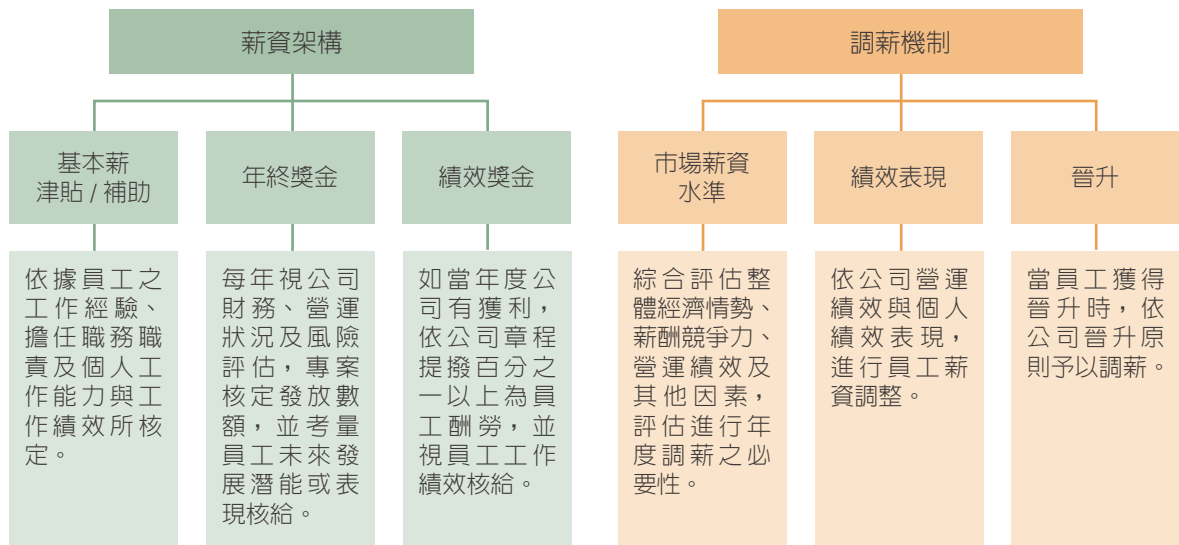 薪資架構
基本薪
津貼 / 補助
依據員工之
工作經驗、
擔任職務職
責及個人工
作能力與工
作績效所核
定。
年終獎金
每年視公司
財務、營運
狀況及風險
評估，專案
核定發放數
額，並考量
員工未來發
展潛能或表
現核給。
績效獎金
如當年度公
司有獲利，
依公司章程
提撥百分之
一以上為員
工酬勞，並
視員工工作
績效核給。
調薪機制
市場薪資
水準
綜合評估整
體經濟情勢、
薪酬競爭力、
營運績效及
其他因素，
評估進行年
度調薪之必
要性。
績效表現
依公司營運
績效與個人
績效表現，
進行員工薪
資調整。
晉升
當員工獲得
晉升時，依
公司晉升原
則予以調薪。